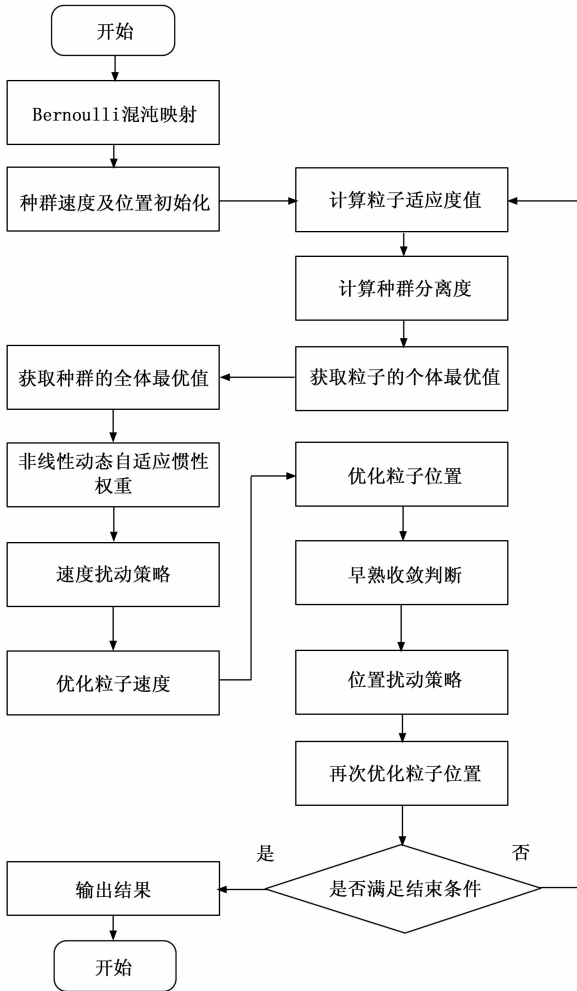 开始
Bernoulli混沌映射
种群速度及位置初始化
计算粒子适应度值
计算种群分离度
获取粒子的个体最优值
获取种群的全体最优值
非线性动态自适应惯性
权重
速度扰动策略
优化粒子速度
优化粒子位置
早熟收敛判断
位置扰动策略
再次优化粒子位置
是否满足结束条件
是
否
输出结果
开始